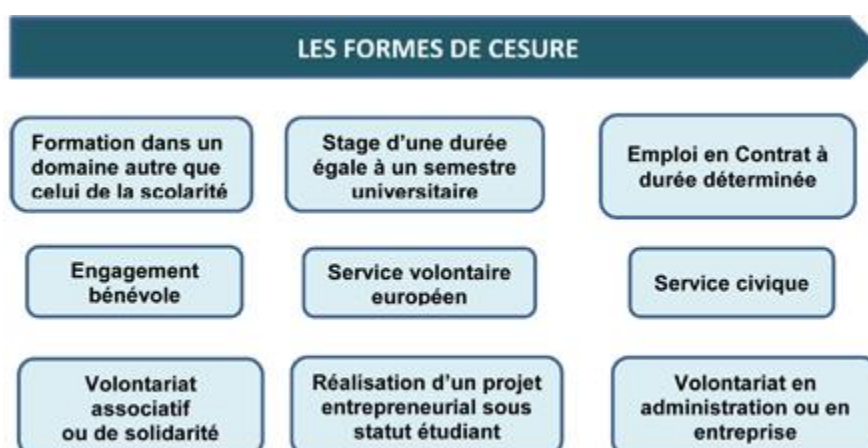 LES FORMES DE CESURE
Formation dans un
domaine autre que
celui de la scolarité
Stage d'une durée
égale à un semestre
universitaire
Emploi en Contrat à
durée déterminée
Engagement
bénévole
Service volontaire
européen
Service civique
Volontariat
associatif
ou de solidarité
Réalisation d'un projet
entrepreneurial sous
statut étudiant
Volontariat en
administration ou en
entreprise